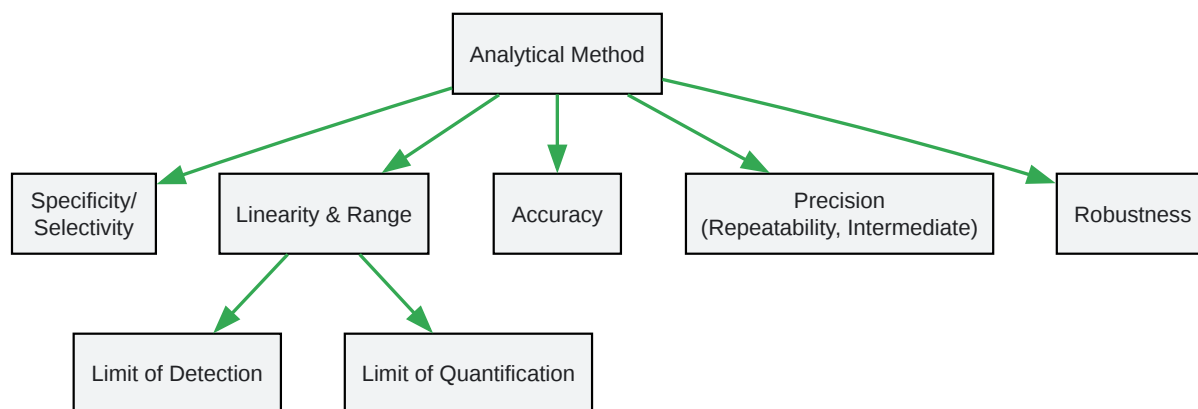 Analytical Method
Specificity/
Selectivity
Linearity & Range
Accuracy
Precision
(Repeatability, Intermediate)
Robustness
Limit of Detection
Limit of Quantification